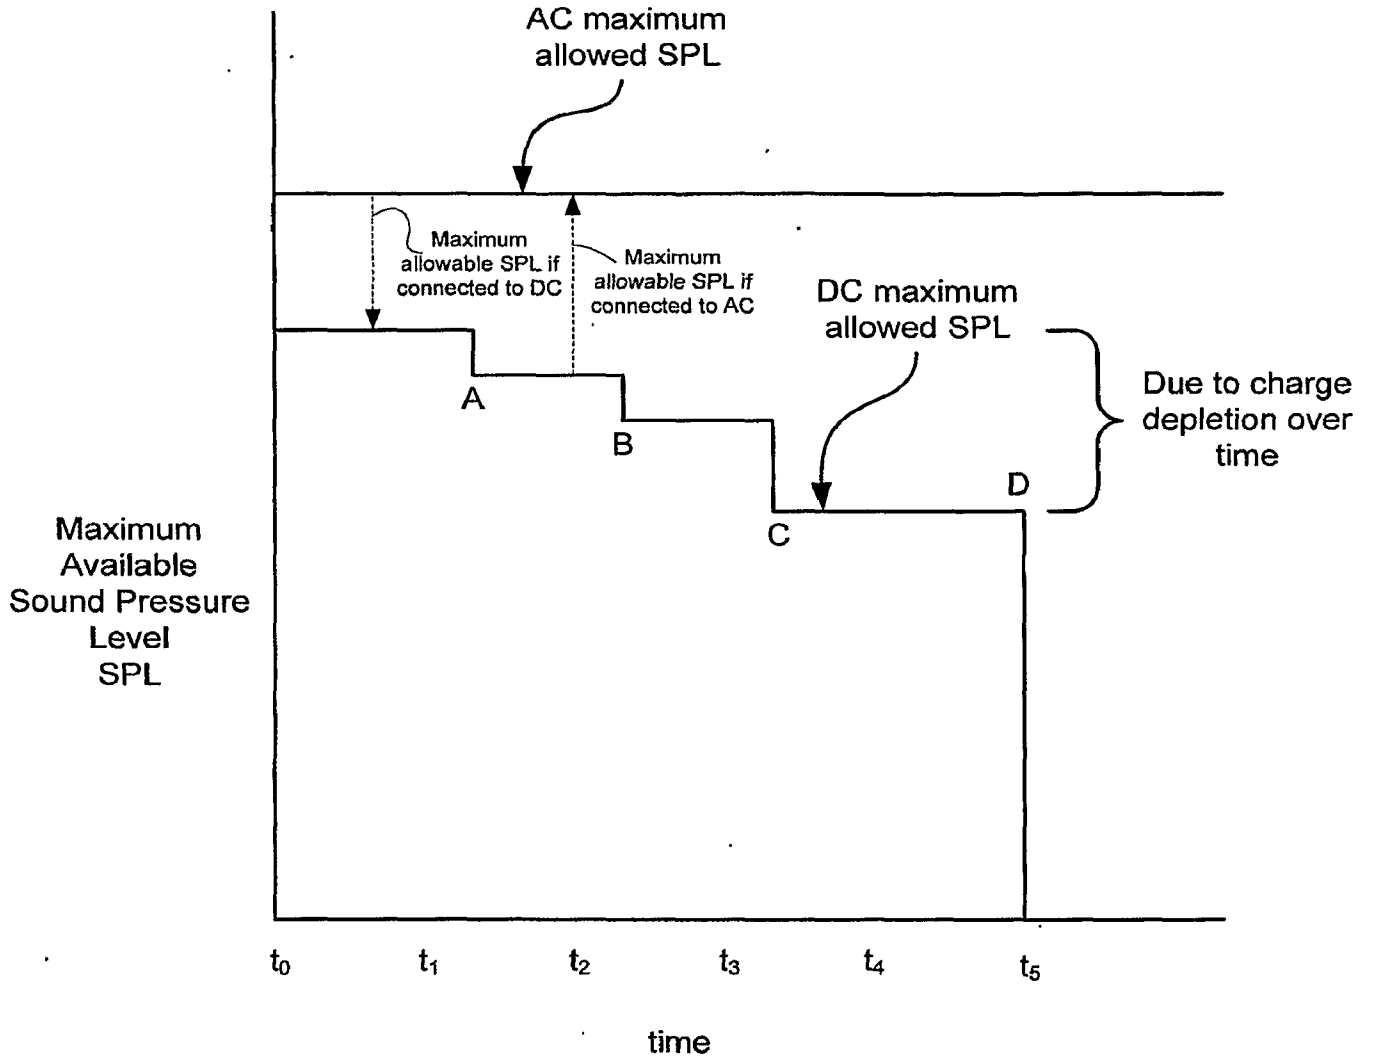 AC maximum
allowed SPL
Maximum
allowable SPL if
connected to DC
Maximum
allowable SPL if
connected to AC
DC maximum
allowed SPL
Due to charge
depletion over
time
A
B
C
D
Maximum
Available
Sound Pressure
Level
SPL
t0 t1 t2 t3 t4 t5
time